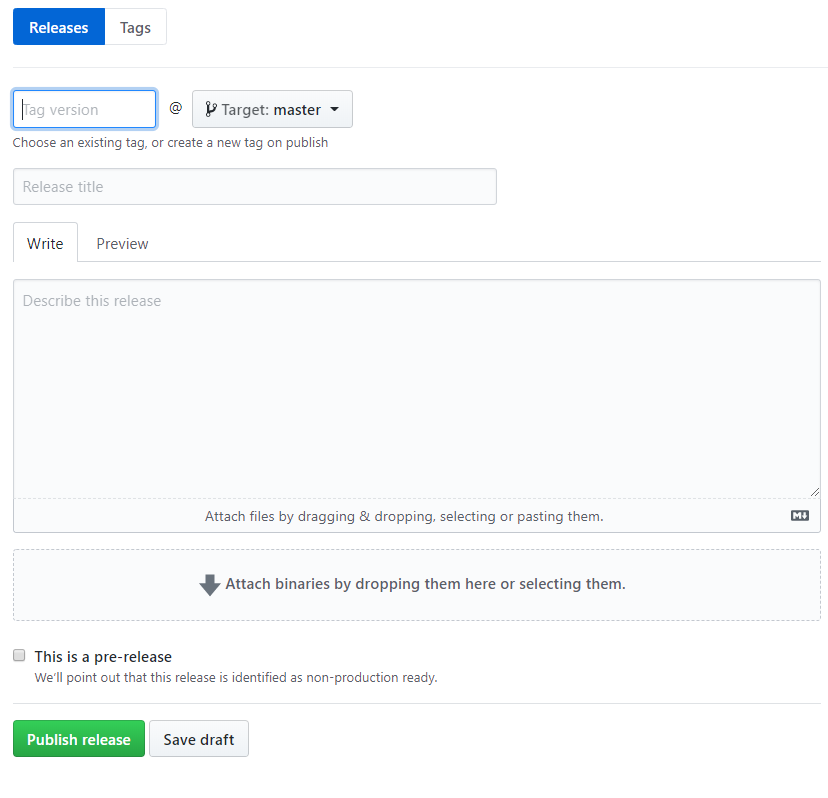 Releases Tags
Tag version @ Target: master
Choose an existing tag, or create a new tag on publish
Release title
Write Preview
Describe this release
Attach files by dragging & dropping, selecting or pasting them. M
Attach binaries by dropping them here or selecting them.
This is a pre-release
We'll point out that this release is identified as non-production ready.
Publish release Save draft